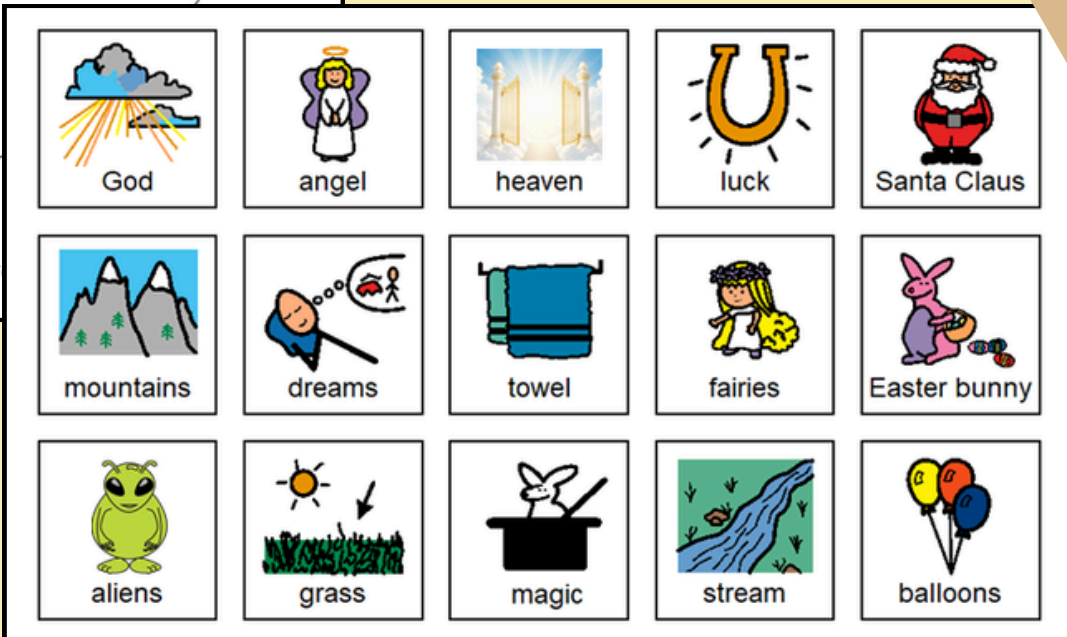 God
angel
heaven
luck
Santa Claus
mountains
dreams
towel
fairies
Easter bunny
aliens
grass
magic
stream
balloons